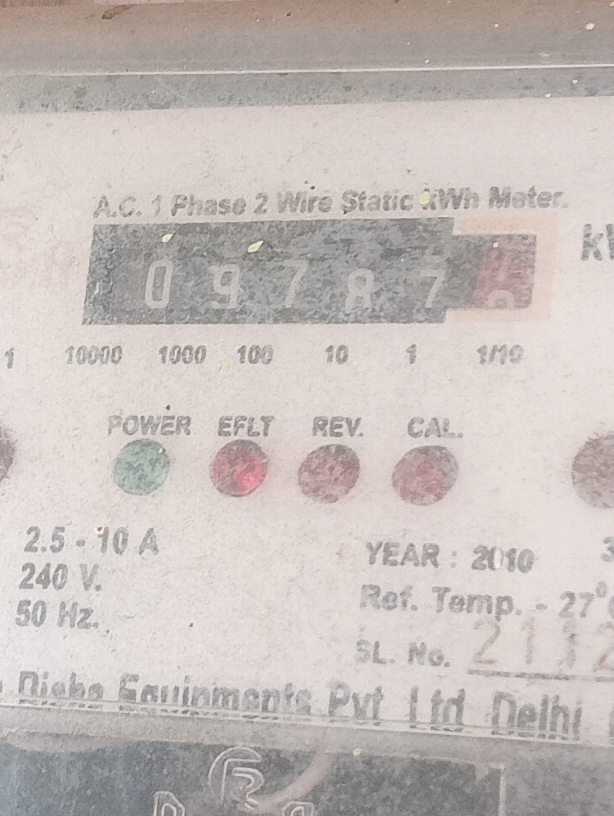 A.C. 1 Phase 2 Wire Static kWh Meter.
0 9 7 8 7
1 10000 1000 100 10 1 1/10
POWER EFLT REV. CAL.
2.5 - 10 A
240 V.
50 Hz.
YEAR : 2010
Ref. Temp. - 27°
SL. No. 2112
Equipments Pvt Ltd Delhi